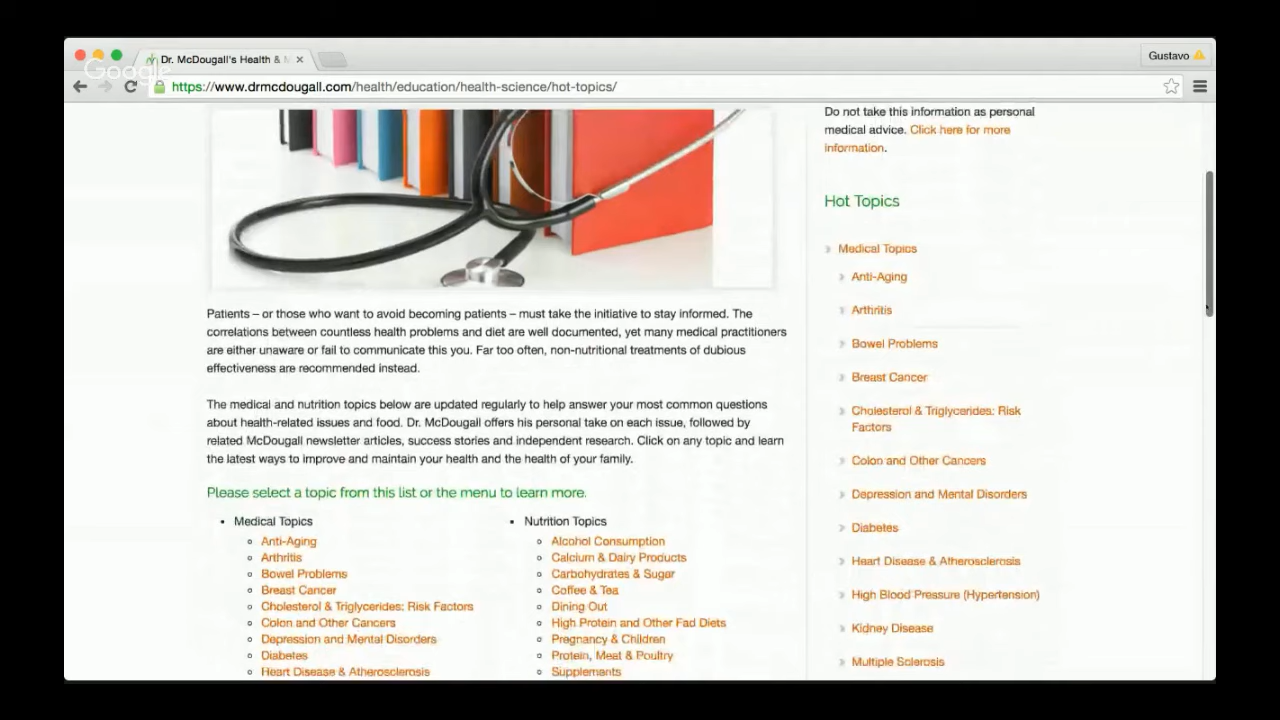 Dr. McDougall's Health &
Gustavo
Google
https://www.drmcdougall.com/health/education/health-science/hot-topics/
Patients – or those who want to avoid becoming patients – must take the initiative to stay informed. The
correlations between countless health problems and diet are well documented, yet many medical practitioners
are either unaware or fail to communicate this you. Far too often, non-nutritional treatments of dubious
effectiveness are recommended instead.
The medical and nutrition topics below are updated regularly to help answer your most common questions
about health-related issues and food. Dr. McDougall offers his personal take on each issue, followed by
related McDougall newsletter articles, success stories and independent research. Click on any topic and learn
the latest ways to improve and maintain your health and the health of your family.
Please select a topic from this list or the menu to learn more.
Medical Topics
Anti-Aging
Arthritis
Bowel Problems
Breast Cancer
Cholesterol & Triglycerides: Risk Factors
Colon and Other Cancers
Depression and Mental Disorders
Diabetes
Heart Disease & Atherosclerosis
Nutrition Topics
Alcohol Consumption
Calcium & Dairy Products
Carbohydrates & Sugar
Coffee & Tea
Dining Out
High Protein and Other Fad Diets
Pregnancy & Children
Protein, Meat & Poultry
Supplements
Do not take this information as personal
medical advice. Click here for more
information.
Hot Topics
Medical Topics
Anti-Aging
Arthritis
Bowel Problems
Breast Cancer
Cholesterol & Triglycerides: Risk
Factors
Colon and Other Cancers
Depression and Mental Disorders
Diabetes
Heart Disease & Atherosclerosis
High Blood Pressure (Hypertension)
Kidney Disease
Multiple Sclerosis